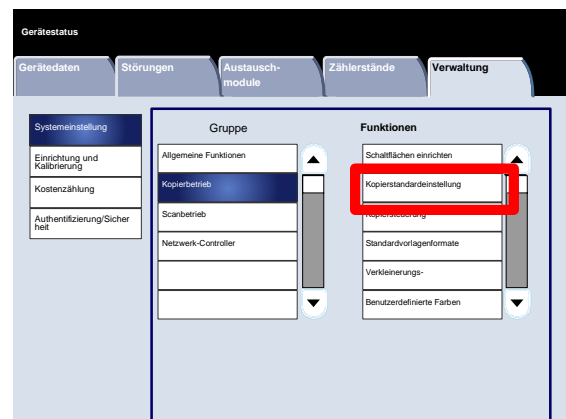 Gerätestatus
Gerätedaten
Störungen
Austausch-
module
Zählerstände
Verwaltung
Systemeinstellung
Einrichtung und
Kalibrierung
Kostenzählung
Authentifizierung/Sicher
heit
Gruppe
Allgemeine Funktionen
Kopierbetrieb
Scanbetrieb
Netzwerk-Controller
Funktionen
Schaltflächen einrichten
Kopierstandardeinstellung
Kopiersteuerung
Standardvorlagenformate
Verkleinerungs-
Benutzerdefinierte Farben